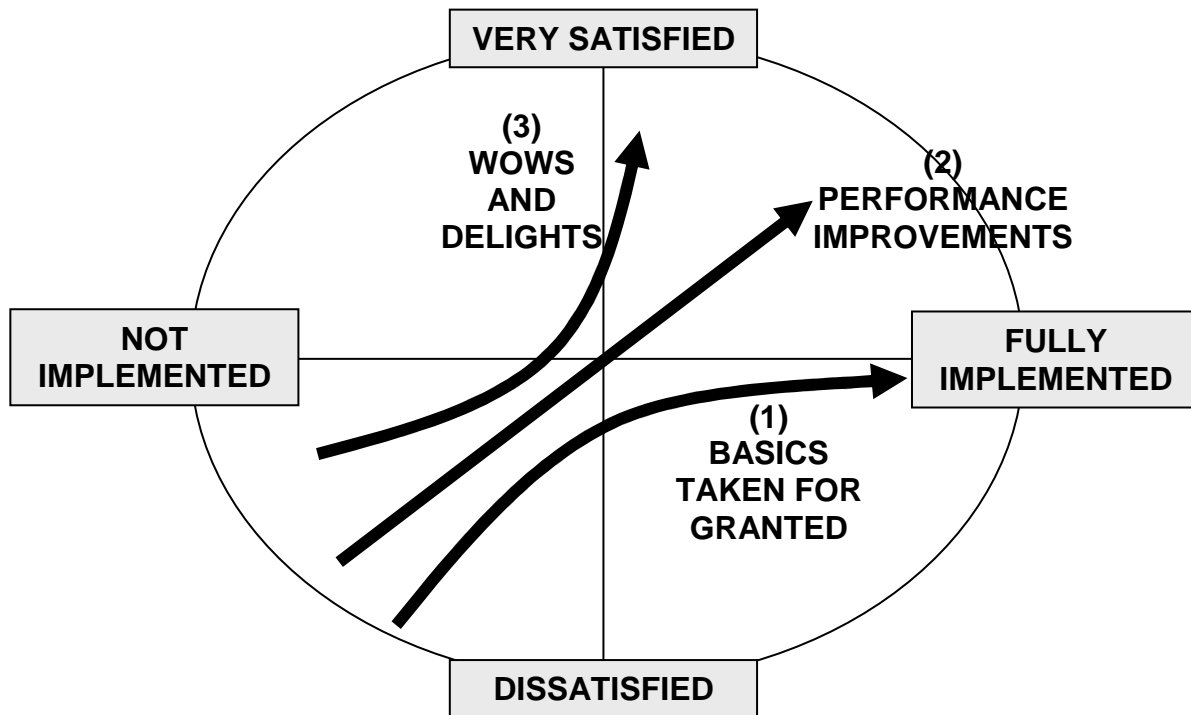 VERY SATISFIED
(3)
WOWS
AND
DELIGHTS
(2)
PERFORMANCE
IMPROVEMENTS
NOT
IMPLEMENTED
FULLY
IMPLEMENTED
(1)
BASICS
TAKEN FOR
GRANTED
DISSATISFIED